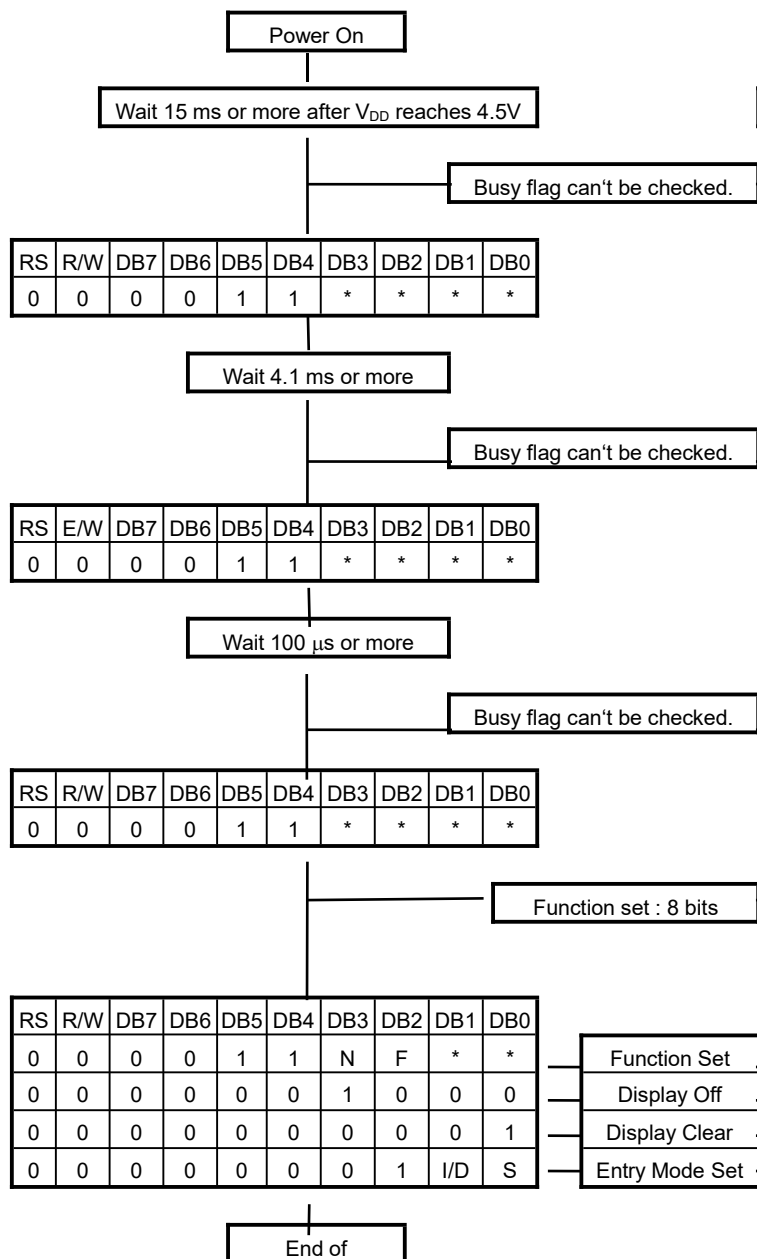 Power On
Wait 15 ms or more after VDD reaches 4.5V
Busy flag can't be checked.
RS R/W DB7 DB6 DB5 DB4 DB3 DB2 DB1 DB0
0 0 0 0 1 1 * * * *
Wait 4.1 ms or more
Busy flag can't be checked.
RS E/W DB7 DB6 DB5 DB4 DB3 DB2 DB1 DB0
0 0 0 0 1 1 * * * *
Wait 100 μs or more
Busy flag can't be checked.
RS R/W DB7 DB6 DB5 DB4 DB3 DB2 DB1 DB0
0 0 0 0 1 1 * * * *
Function set : 8 bits
RS R/W DB7 DB6 DB5 DB4 DB3 DB2 DB1 DB0
0 0 0 0 1 1 N F * * Function Set
0 0 0 0 0 0 1 0 0 0 Display Off
0 0 0 0 0 0 0 0 0 1 Display Clear
0 0 0 0 0 0 0 1 I/D S Entry Mode Set
End of